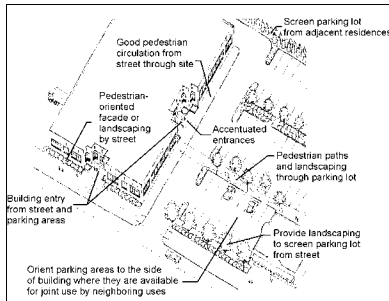 Screen parking lot
from adjacent residences
Good pedestrian
circulation from
street through site
Pedestrian-
oriented
facade or
landscaping
by street
Accentuated
entrances
Pedestrian paths
and landscaping
through parking lot
Building entry
from street and
parking areas
Provide landscaping
to screen parking lot
from street
Orient parking areas to the side
of building where they are available
for joint use by neighboring uses